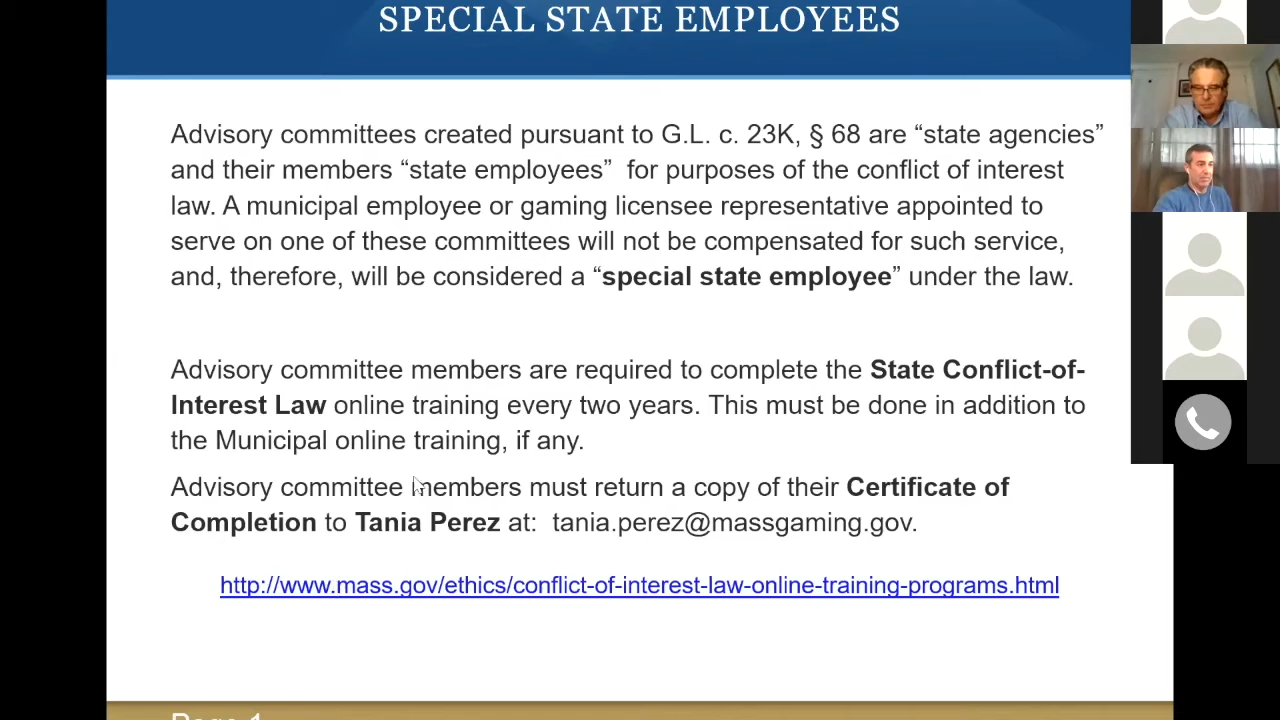 SPECIAL STATE EMPLOYEES
Advisory committees created pursuant to G.L. c. 23K, § 68 are “state agencies”
and their members “state employees”  for purposes of the conflict of interest
law. A municipal employee or gaming licensee representative appointed to
serve on one of these committees will not be compensated for such service,
and, therefore, will be considered a “special state employee” under the law.
Advisory committee members are required to complete the State Conflict-of-
Interest Law online training every two years. This must be done in addition to
the Municipal online training, if any.
Advisory committee members must return a copy of their Certificate of
Completion to Tania Perez at:  tania.perez@massgaming.gov.
http://www.mass.gov/ethics/conflict-of-interest-law-online-training-programs.html
Page 1